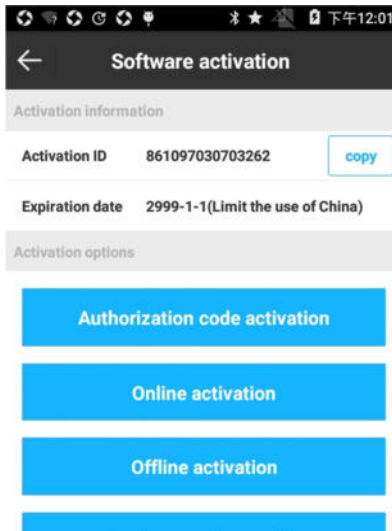 下午12:01
Software activation
Activation information
Activation ID 861097030703262 copy
Expiration date 2999-1-1(Limit the use of China)
Activation options
Authorization code activation
Online activation
Offline activation